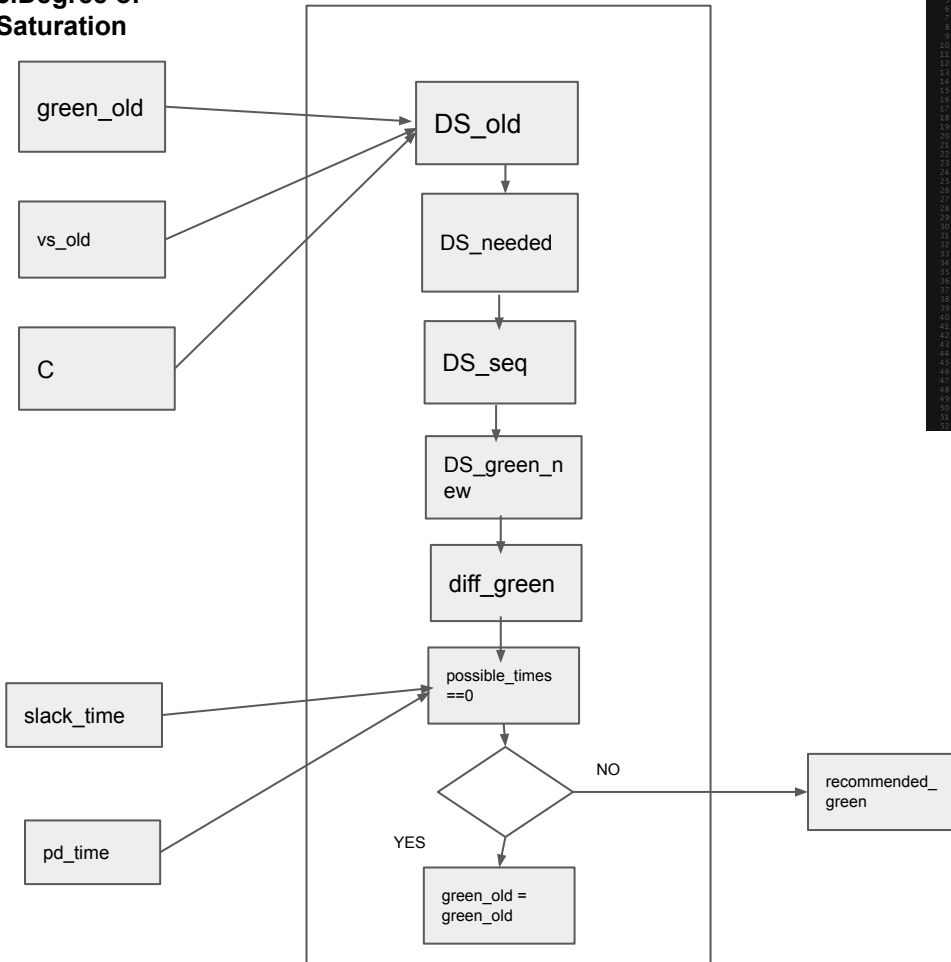 Saturation
green_old
DS_old
vs_old
DS_needed
C
DS_seq
DS_green_n
ew
diff_green
possible_times
==0
slack_time
NO
recommended_
green
YES
pd_time
green_old =
green_old